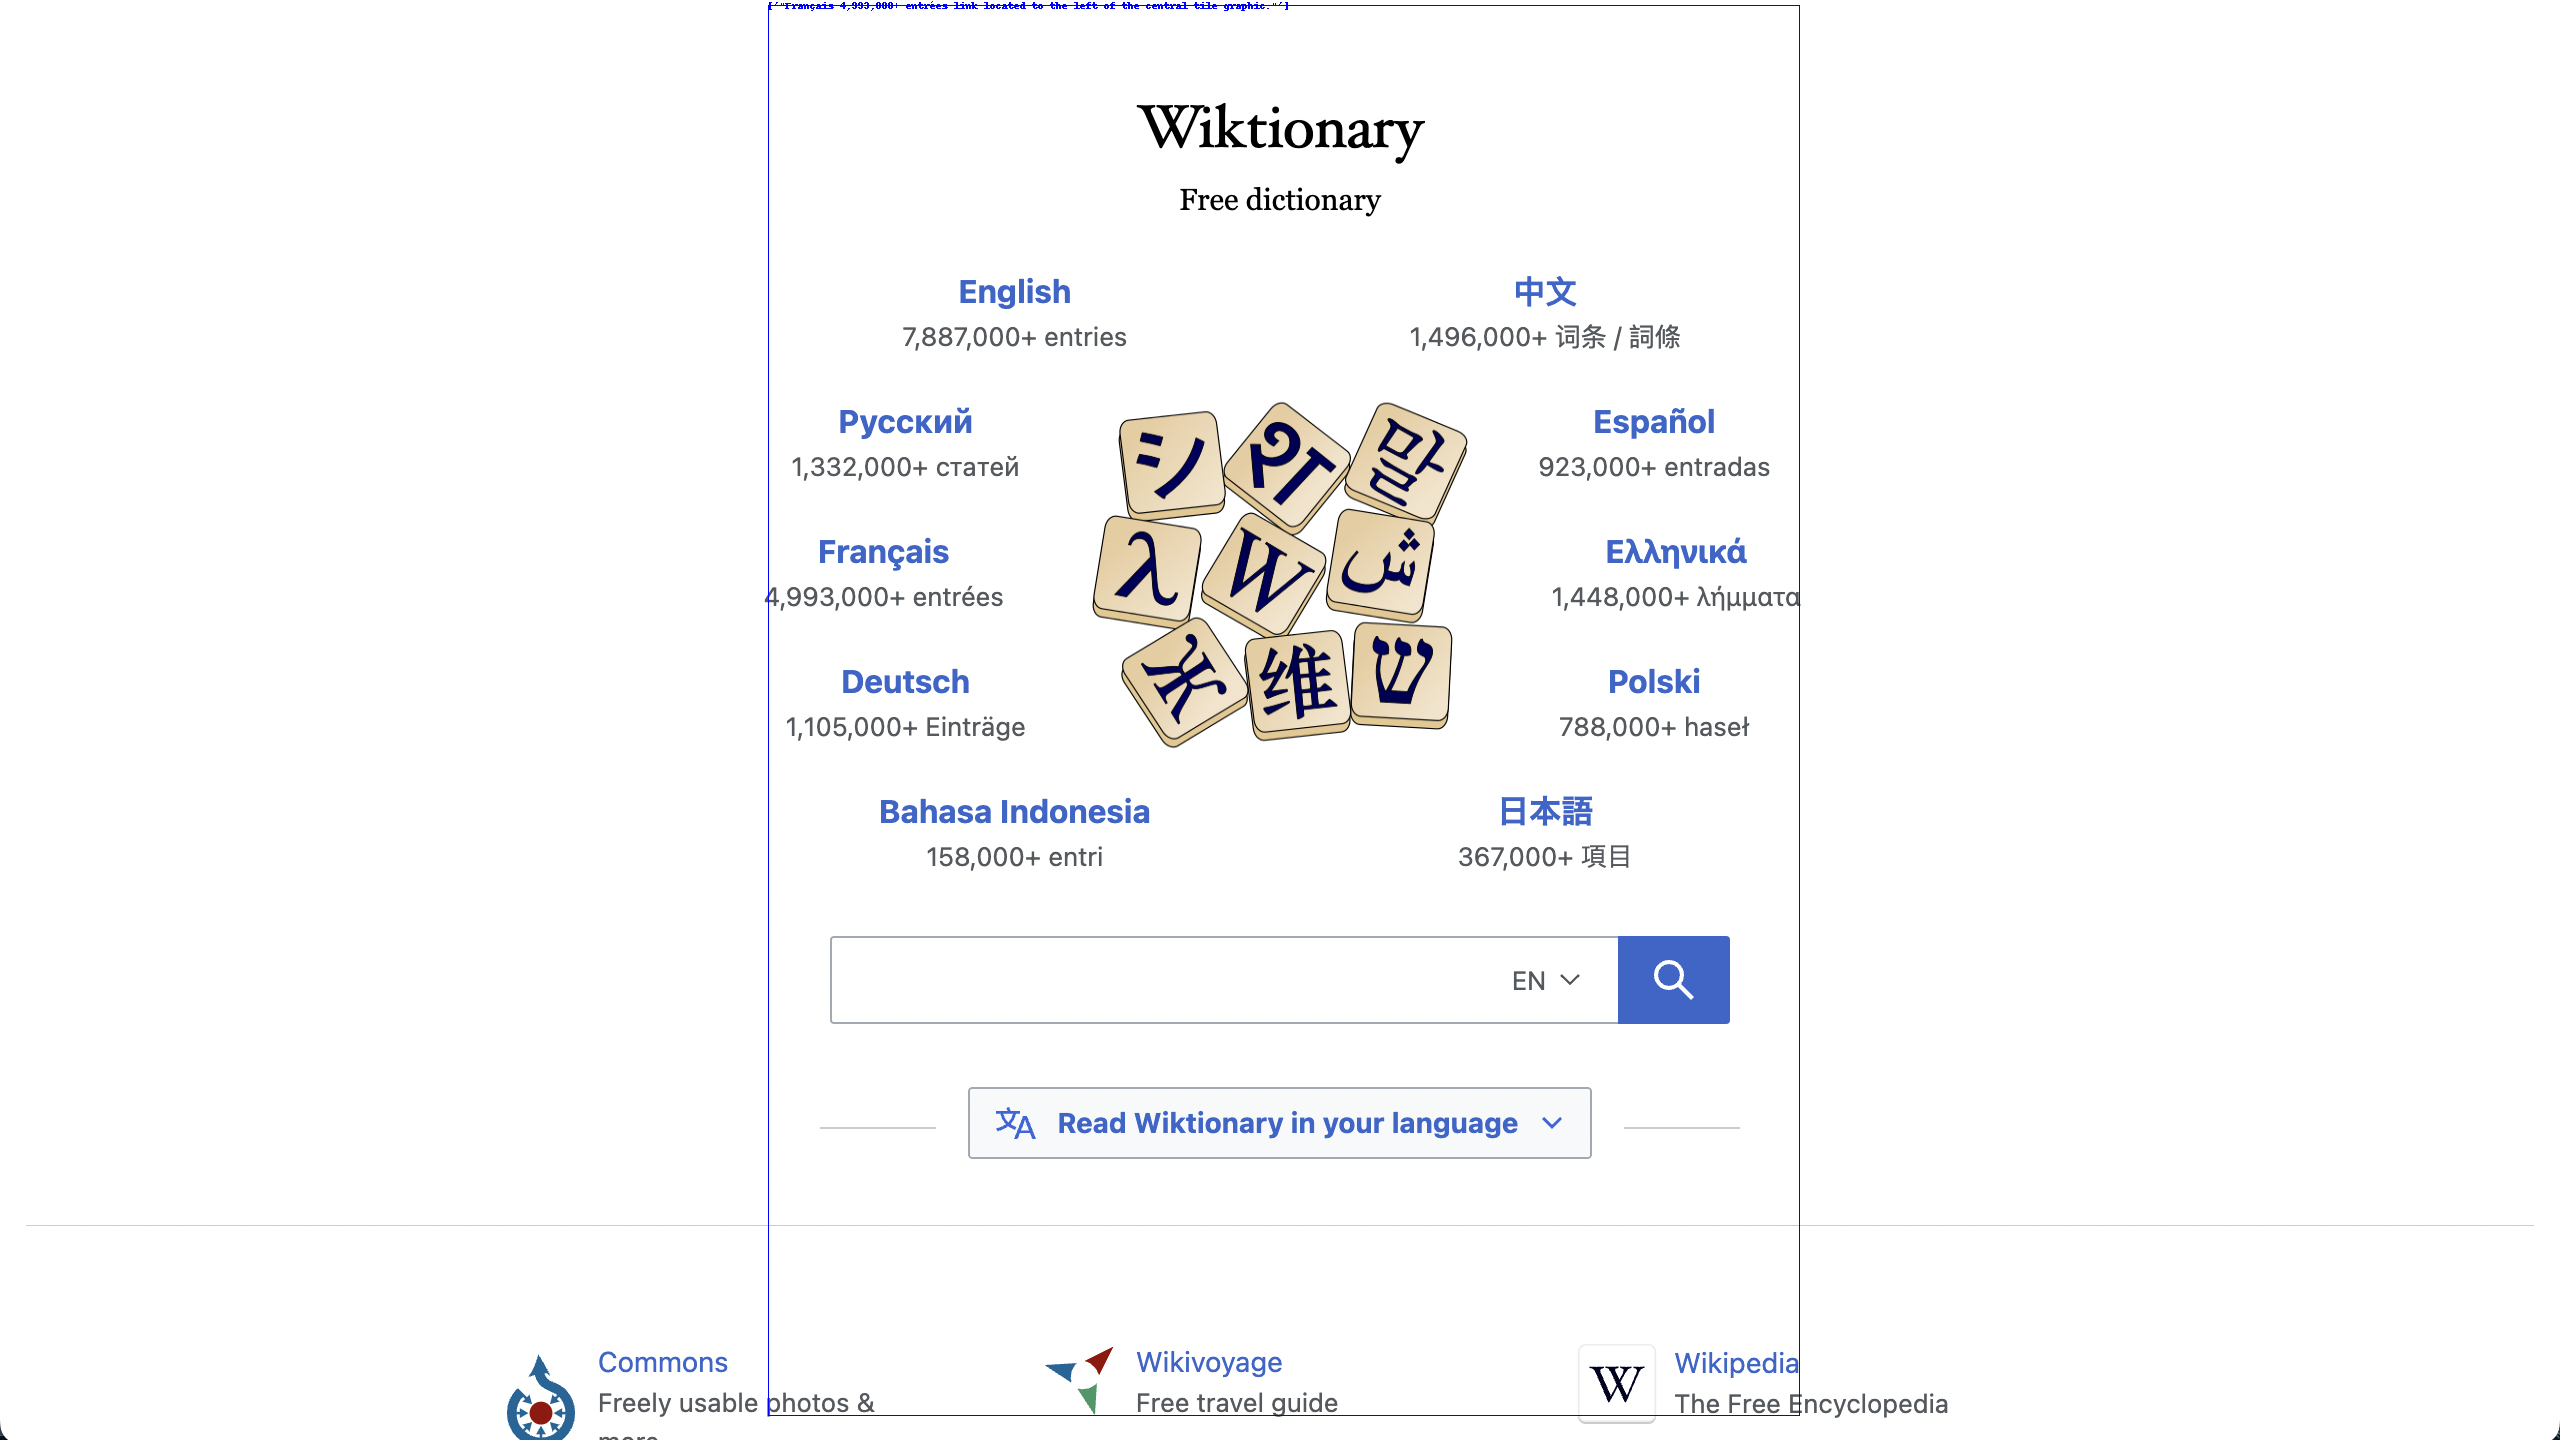 ['"Français 4,993,000+ entrées link located to the left of the central tile graphic."']
Wiktionary
Free dictionary
English
7,887,000+ entries
中文
1,496,000+ 词条 / 詞條
Русский
1,332,000+ статей
Español
923,000+ entradas
Français
4,993,000+ entrées
Ελληνικά
1,448,000+ λήμματα
Deutsch
1,105,000+ Einträge
Polski
788,000+ haseł
シ
말
λ
W
ش
Ж
维
ש
Bahasa Indonesia
158,000+ entri
日本語
367,000+ 項目
EN
Read Wiktionary in your language
Commons
Freely usable photos &
Wikivoyage
Free travel guide
W
Wikipedia
The Free Encyclopedia